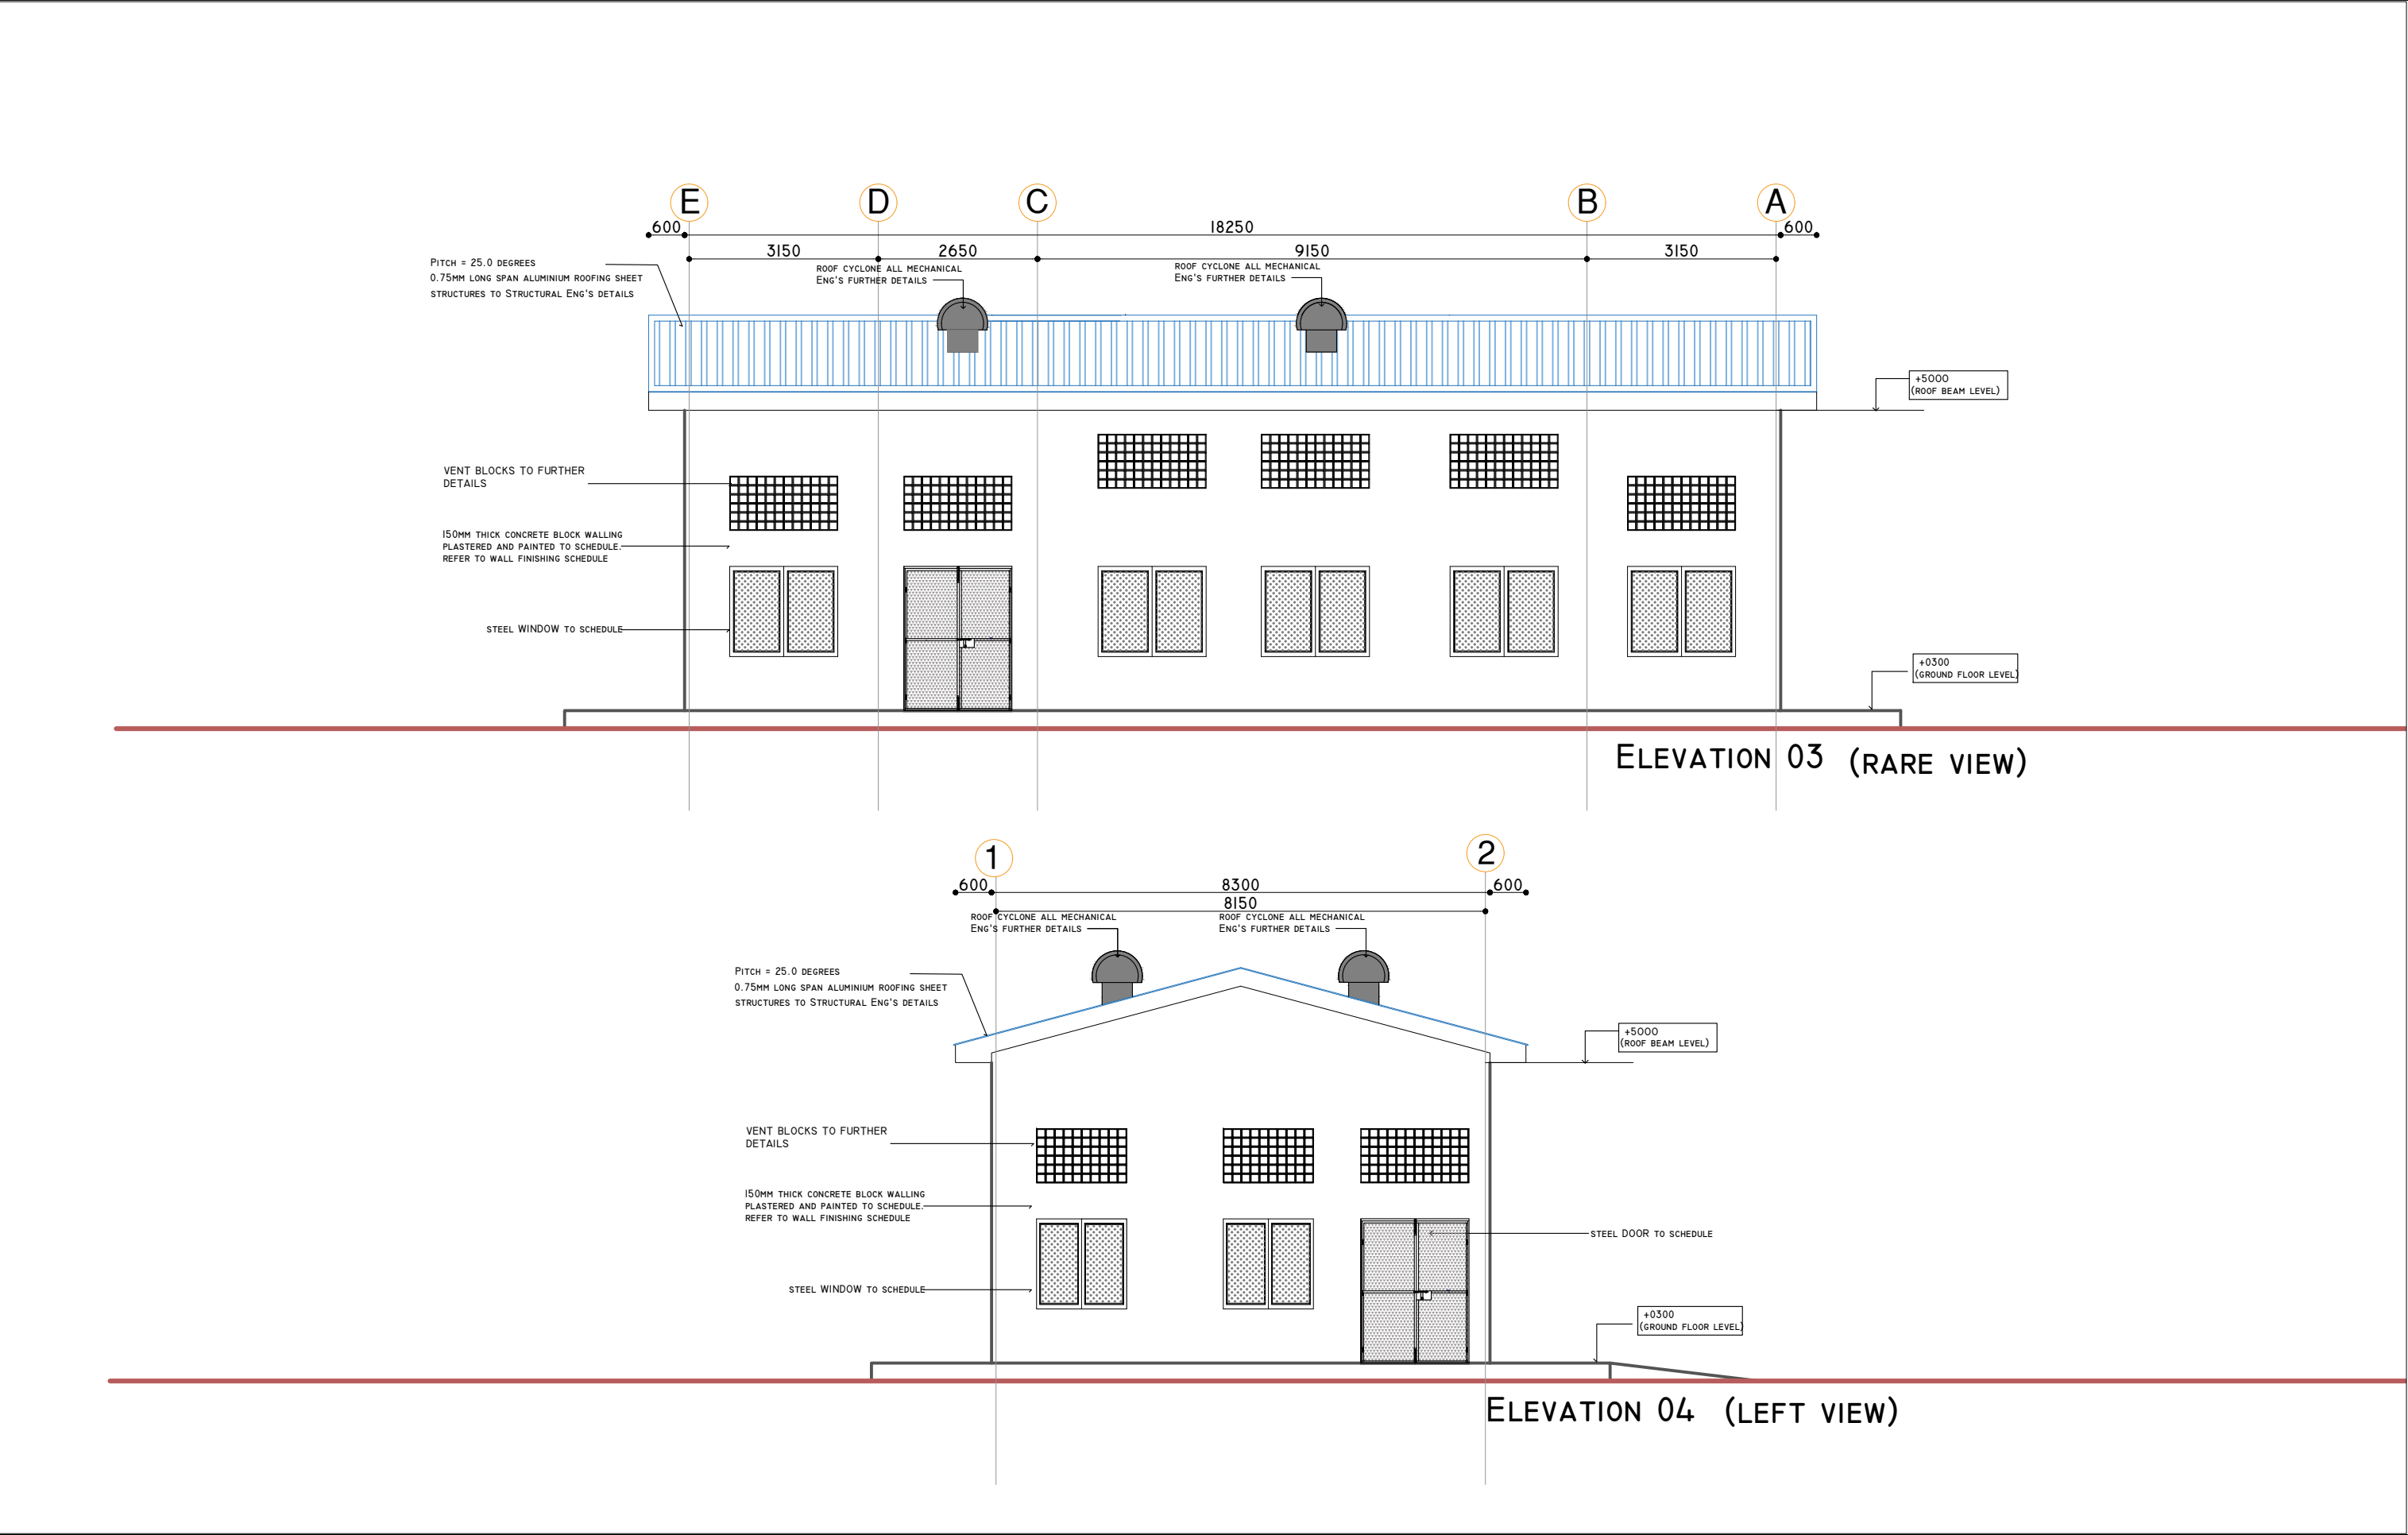 E D C B A
600 18250 600
3150 2650 9150 3150
PITCH = 25.0 DEGREES
0.75MM LONG SPAN ALUMINIUM ROOFING SHEET
STRUCTURES TO STRUCTURAL ENG'S DETAILS
ROOF CYCLONE ALL MECHANICAL
ENG'S FURTHER DETAILS
ROOF CYCLONE ALL MECHANICAL
ENG'S FURTHER DETAILS
+5000
(ROOF BEAM LEVEL)
VENT BLOCKS TO FURTHER
DETAILS
150MM THICK CONCRETE BLOCK WALLING
PLASTERED AND PAINTED TO SCHEDULE.
REFER TO WALL FINISHING SCHEDULE
STEEL WINDOW TO SCHEDULE
+0300
(GROUND FLOOR LEVEL)
ELEVATION 03 (RARE VIEW)
1 2
600 8300 600
8150
ROOF CYCLONE ALL MECHANICAL
ENG'S FURTHER DETAILS
ROOF CYCLONE ALL MECHANICAL
ENG'S FURTHER DETAILS
PITCH = 25.0 DEGREES
0.75MM LONG SPAN ALUMINIUM ROOFING SHEET
STRUCTURES TO STRUCTURAL ENG'S DETAILS
+5000
(ROOF BEAM LEVEL)
VENT BLOCKS TO FURTHER
DETAILS
150MM THICK CONCRETE BLOCK WALLING
PLASTERED AND PAINTED TO SCHEDULE.
REFER TO WALL FINISHING SCHEDULE
STEEL DOOR TO SCHEDULE
STEEL WINDOW TO SCHEDULE
+0300
(GROUND FLOOR LEVEL)
ELEVATION 04 (LEFT VIEW)